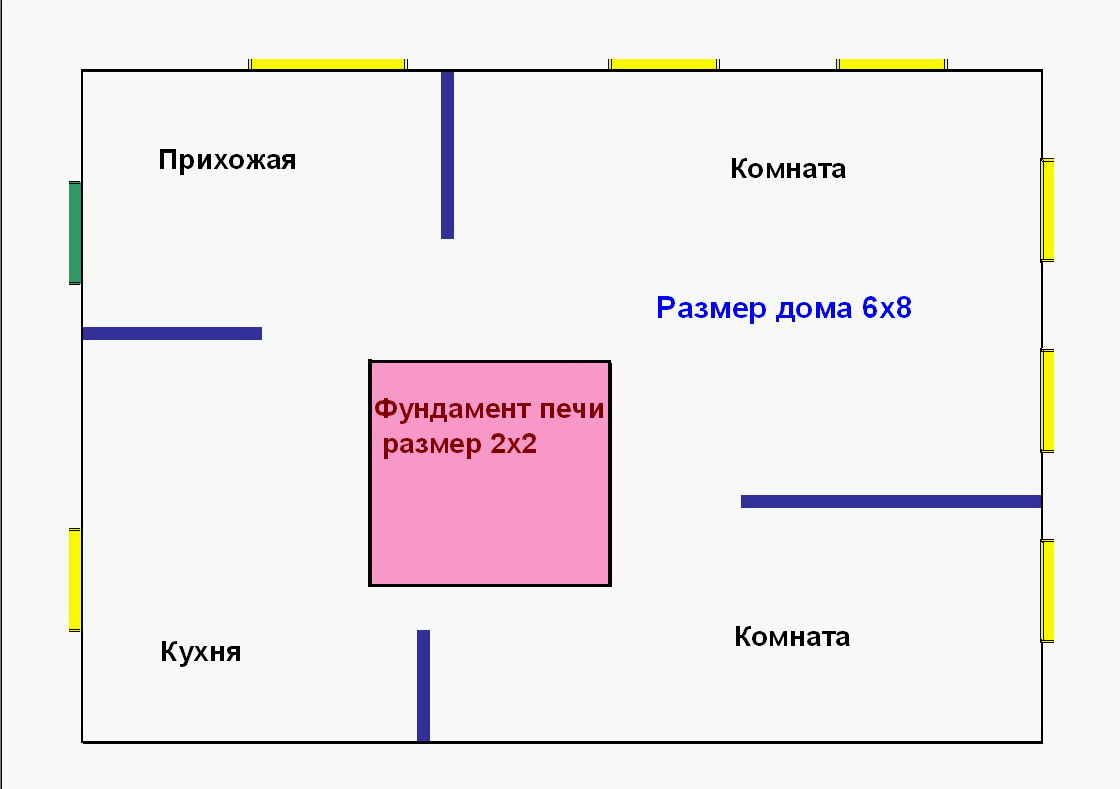 Прихожая
Комната
Размер дома 6х8
Фундамент печи
размер 2х2
Кухня
Комната